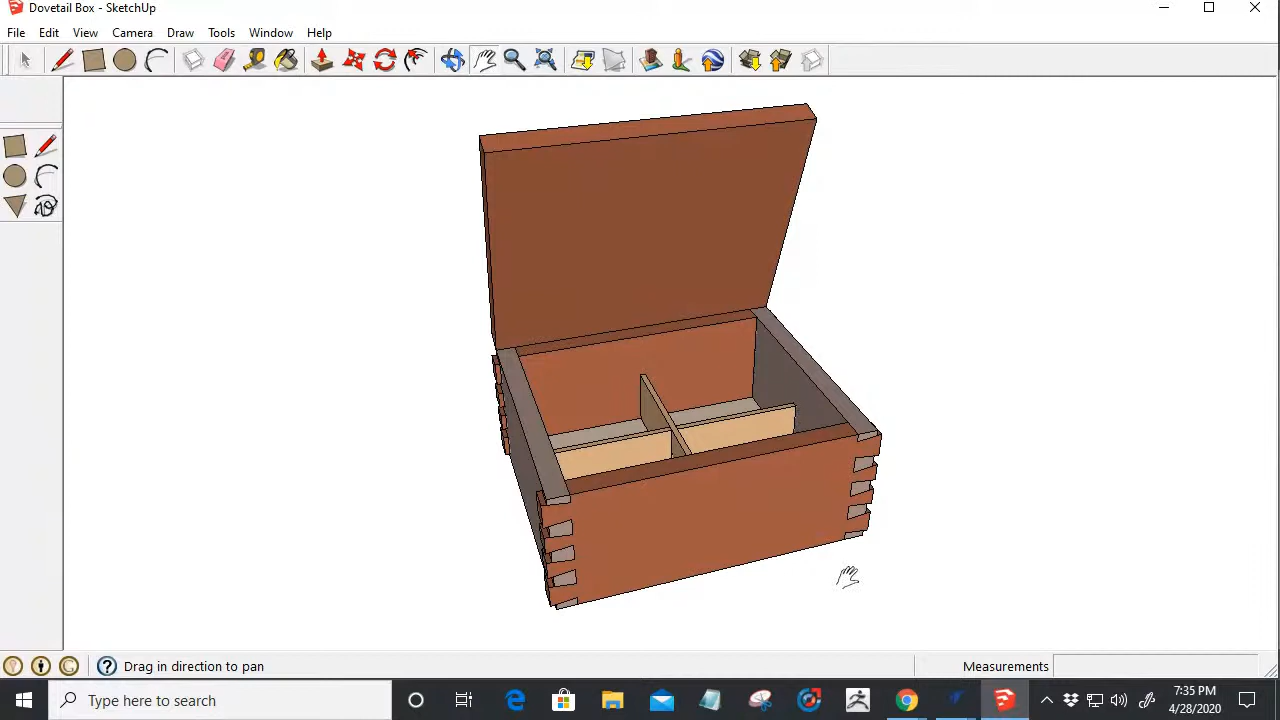 Dovetail Box - SketchUp
File Edit View Camera Draw Tools Window Help
Drag in direction to pan
Measurements
Type here to search
7:35 PM
4/28/2020